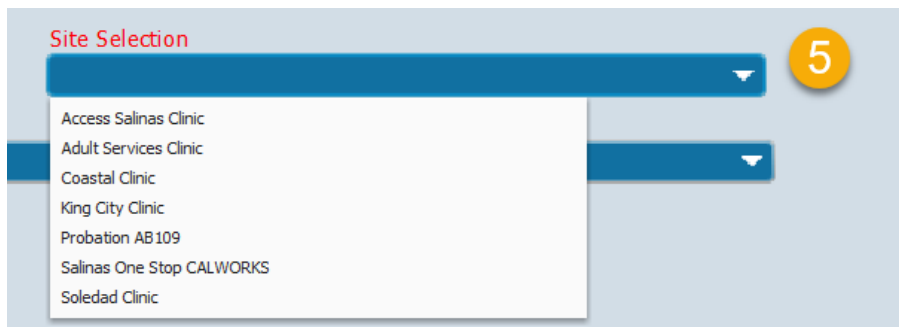 Site Selection
5
Access Salinas Clinic
Adult Services Clinic
Coastal Clinic
King City Clinic
Probation AB109
Salinas One Stop CALWORKS
Soledad Clinic